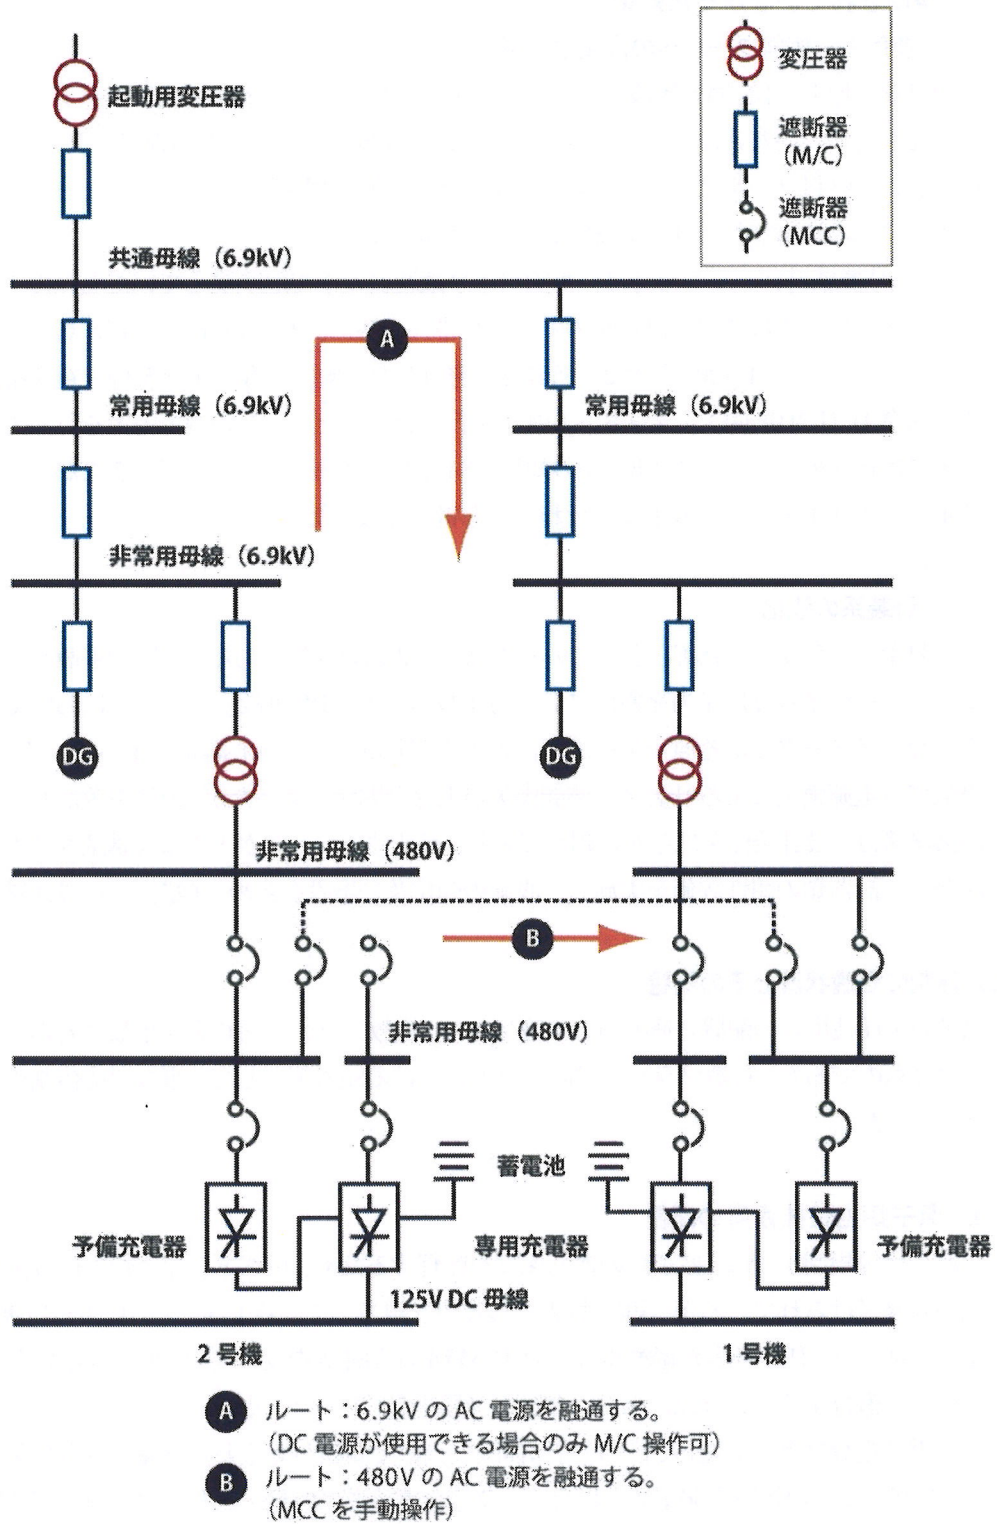 変圧器
起動用変圧器
遮断器
(M/C)
遮断器
(MCC)
共通母線（6.9kV）
A
常用母線（6.9kV）
常用母線（6.9kV）
非常用母線（6.9kV）
DG
DG
非常用母線（480V）
B
非常用母線（480V）
蓄電池
予備充電器
専用充電器
予備充電器
125V DC 母線
2 号機
1 号機
A ルート：6.9kV の AC 電源を融通する。
（DC 電源が使用できる場合のみ M/C 操作可）
B ルート：480V の AC 電源を融通する。
（MCC を手動操作）